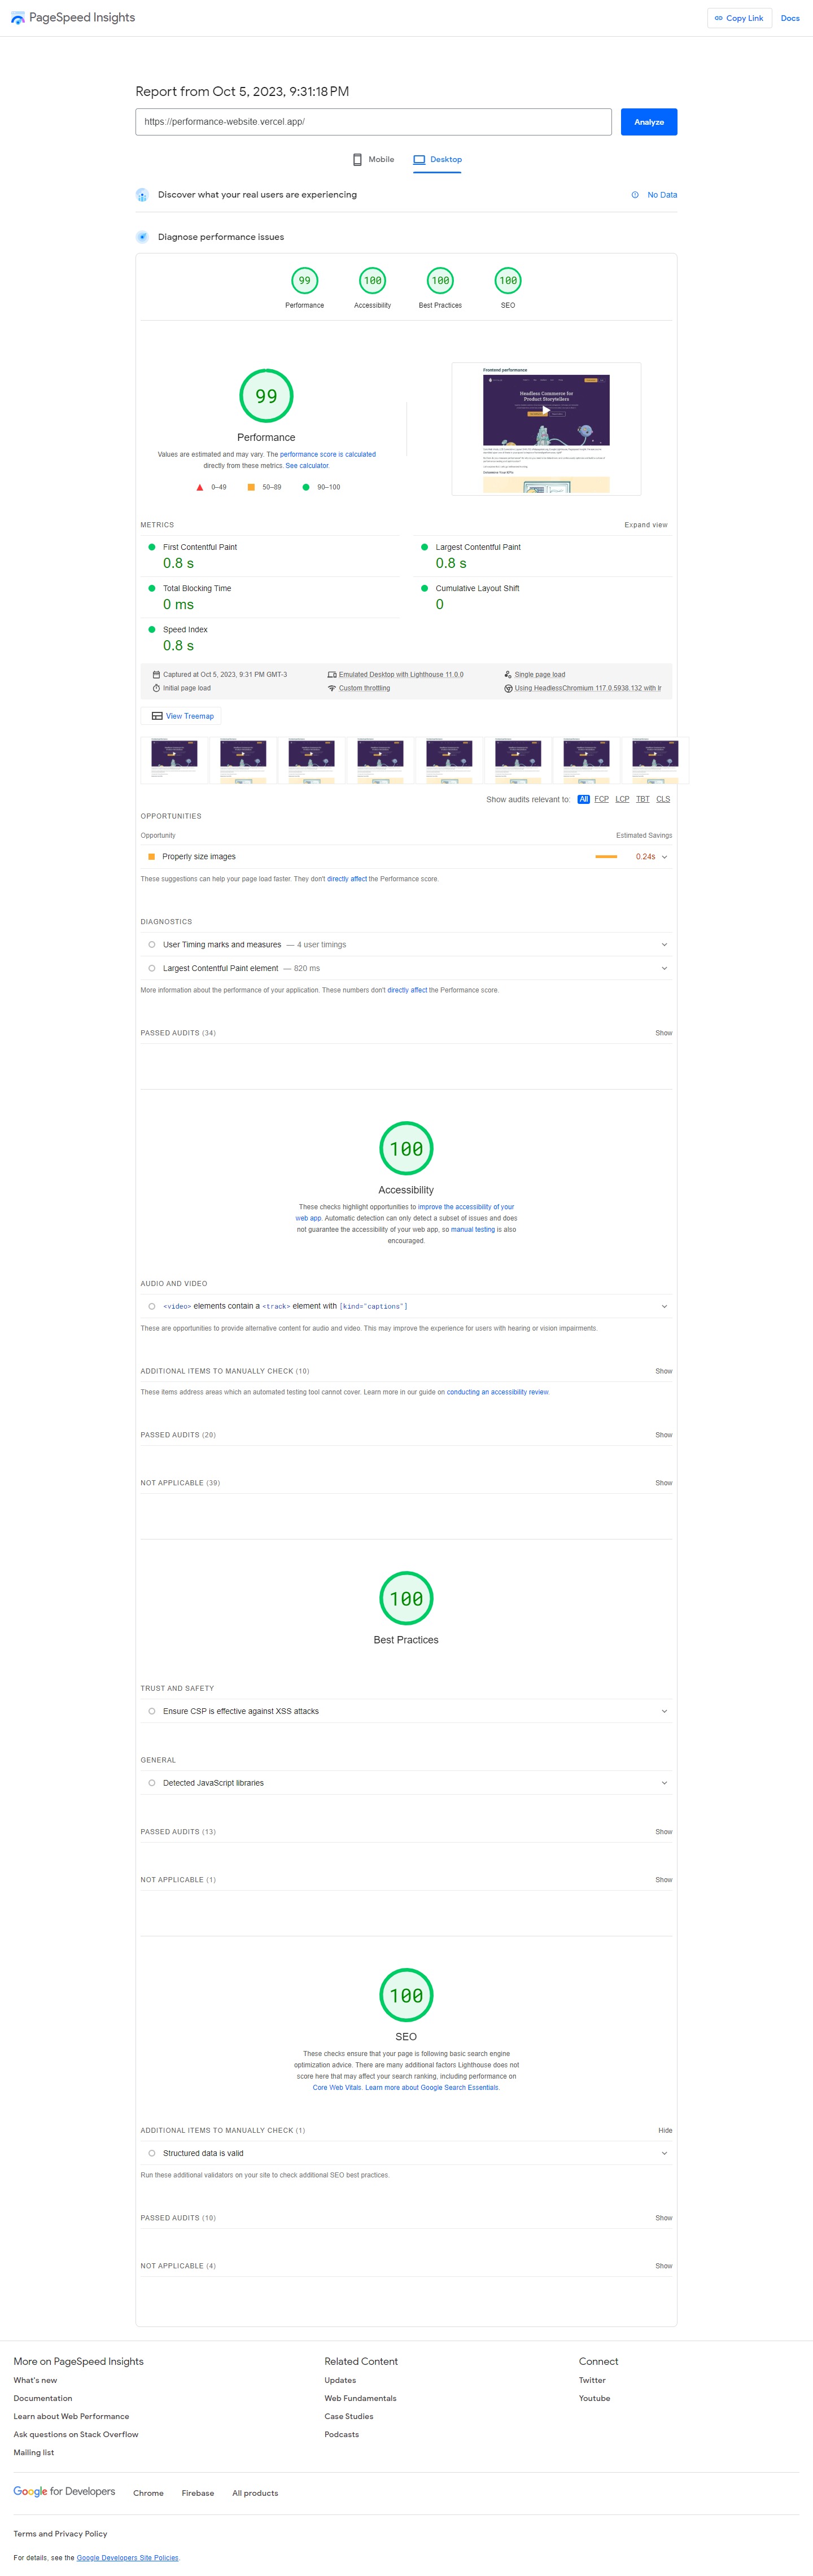 PageSpeed Insights
Copy Link
Docs
Report from Oct 5, 2023, 9:31:18 PM
https://performance-website.vercel.app/
Analyze
Mobile
Desktop
Discover what your real users are experiencing
No Data
Diagnose performance issues
99
100
100
100
Performance
Accessibility
Best Practices
SEO
99
Performance
Values are estimated and may vary. The performance score is calculated
directly from these metrics. See calculator.
0–49
50–89
90–100
Frontend performance
Headless Commerce for
Product Storytellers
METRICS
Expand view
First Contentful Paint
0.8 s
Largest Contentful Paint
0.8 s
Total Blocking Time
0 ms
Cumulative Layout Shift
0
Speed Index
0.8 s
Captured at Oct 5, 2023, 9:31 PM GMT-3
Emulated Desktop with Lighthouse 11.0.0
Single page load
Initial page load
Custom throttling
Using HeadlessChromium 117.0.5938.132 with lr
View Treemap
Show audits relevant to: All FCP LCP TBT CLS
OPPORTUNITIES
Opportunity
Estimated Savings
Properly size images
0.24s
These suggestions can help your page load faster. They don't directly affect the Performance score.
DIAGNOSTICS
User Timing marks and measures — 4 user timings
Largest Contentful Paint element — 820 ms
More information about the performance of your application. These numbers don't directly affect the Performance score.
PASSED AUDITS (34)
Show
100
Accessibility
These checks highlight opportunities to improve the accessibility of your
web app. Automatic detection can only detect a subset of issues and does
not guarantee the accessibility of your web app, so manual testing is also
encouraged.
AUDIO AND VIDEO
<video> elements contain a <track> element with [kind="captions"]
These are opportunities to provide alternative content for audio and video. This may improve the experience for users with hearing or vision impairments.
ADDITIONAL ITEMS TO MANUALLY CHECK (10)
Show
These items address areas which an automated testing tool cannot cover. Learn more in our guide on conducting an accessibility review.
PASSED AUDITS (20)
Show
NOT APPLICABLE (39)
Show
100
Best Practices
TRUST AND SAFETY
Ensure CSP is effective against XSS attacks
GENERAL
Detected JavaScript libraries
PASSED AUDITS (13)
Show
NOT APPLICABLE (1)
Show
100
SEO
These checks ensure that your page is following basic search engine
optimization advice. There are many additional factors Lighthouse does not
score here that may affect your search ranking, including performance on
Core Web Vitals. Learn more about Google Search Essentials.
ADDITIONAL ITEMS TO MANUALLY CHECK (1)
Hide
Structured data is valid
Run these additional validators on your site to check additional SEO best practices.
PASSED AUDITS (10)
Show
NOT APPLICABLE (4)
Show
More on PageSpeed Insights
What's new
Documentation
Learn about Web Performance
Ask questions on Stack Overflow
Mailing list
Related Content
Updates
Web Fundamentals
Case Studies
Podcasts
Connect
Twitter
Youtube
Google for Developers
Chrome
Firebase
All products
Terms and Privacy Policy
For details, see the Google Developers Site Policies.